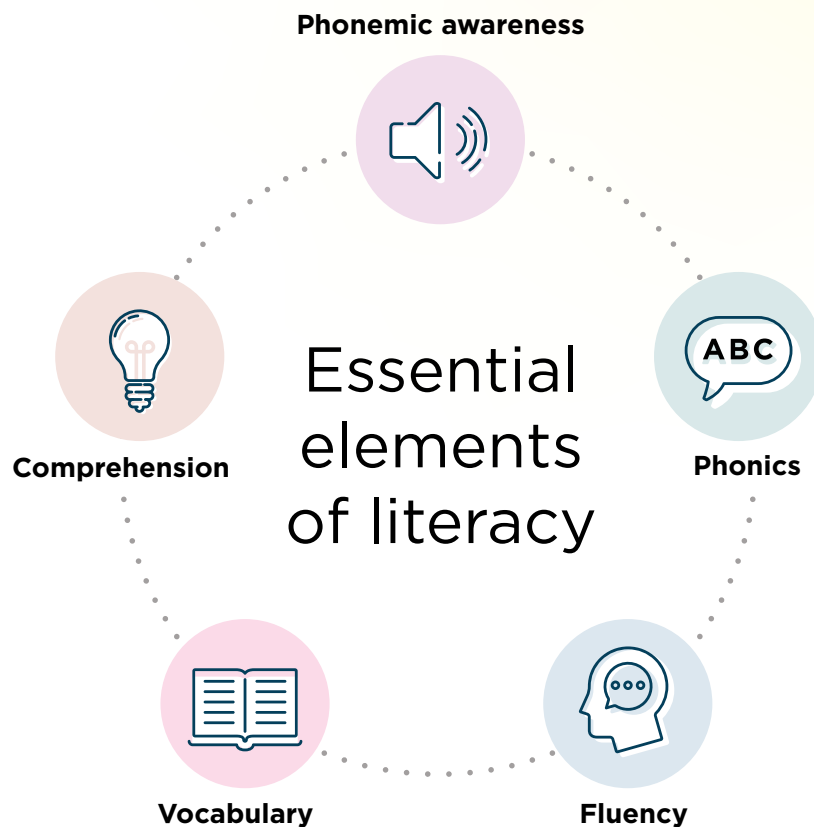 Phonemic awareness
ABC
Essential
elements
of literacy
Comprehension
Phonics
Vocabulary
Fluency